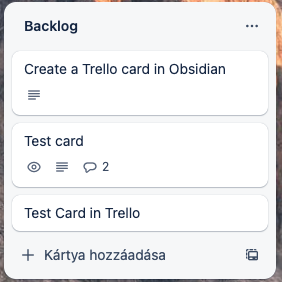 Backlog
Create a Trello card in Obsidian
Test card
2
Test Card in Trello
Kártya hozzáadása